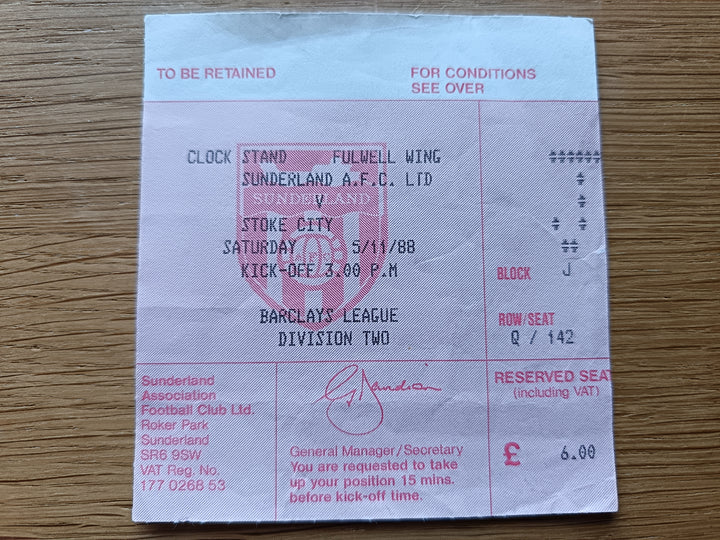 TO BE RETAINED
FOR CONDITIONS
SEE OVER
CLOCK STAND FULWELL WING
SUNDERLAND A.F.C. LTD
V
STOKE CITY
SATURDAY 5/11/88
KICK-OFF 3.00 P.M
BARCLAYS LEAGUE
DIVISION TWO
SUNDERLAND
A.F.C.
BLOCK J
ROW/SEAT
Q / 142
Sunderland
Association
Football Club Ltd.
Roker Park
Sunderland
SR6 9SW
VAT Reg. No.
177 0268 53
General Manager/Secretary
You are requested to take
up your position 15 mins.
before kick-off time.
RESERVED SEA
(including VAT)
£ 6.00